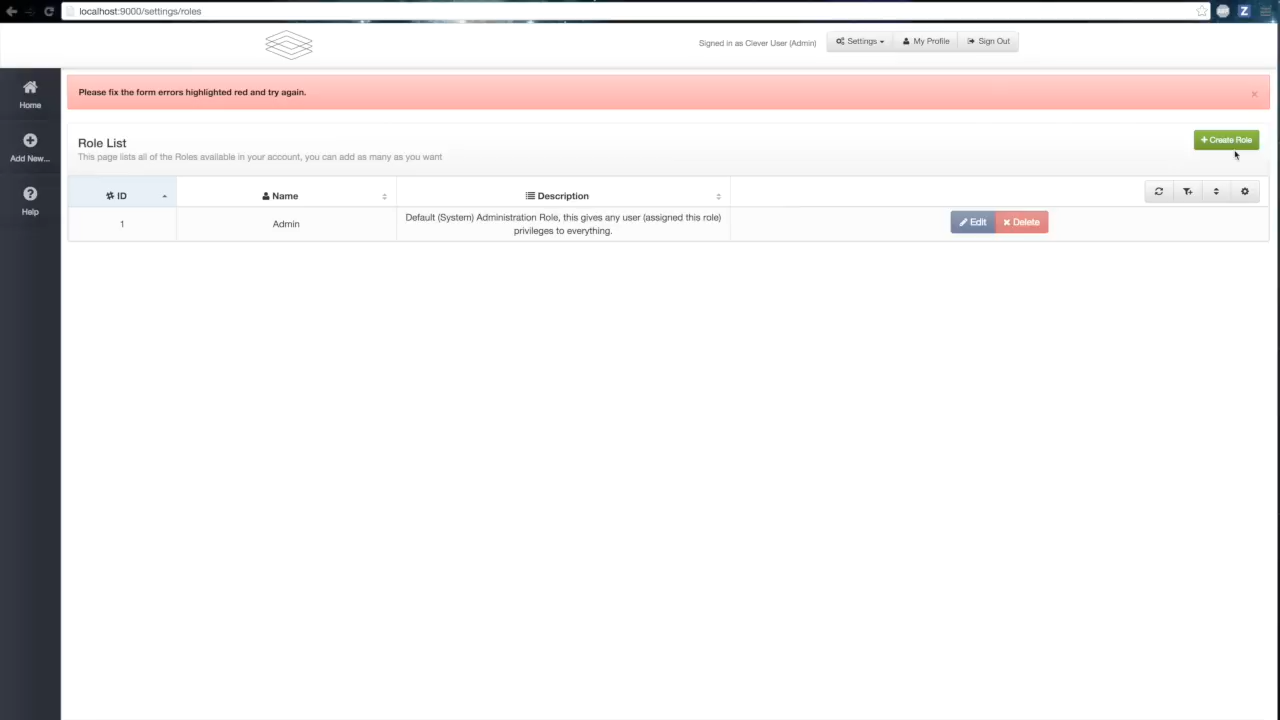 localhost:9000/settings/roles
Z
Signed in as Clever User (Admin)
Settings
My Profile
Sign Out
Home
Add New...
Help
Please fix the form errors highlighted red and try again.
×
Role List
+ Create Role
This page lists all of the Roles available in your account, you can add as many as you want
ID
Name
Description
1
Admin
Default (System) Administration Role, this gives any user (assigned this role)
privileges to everything.
Edit
Delete